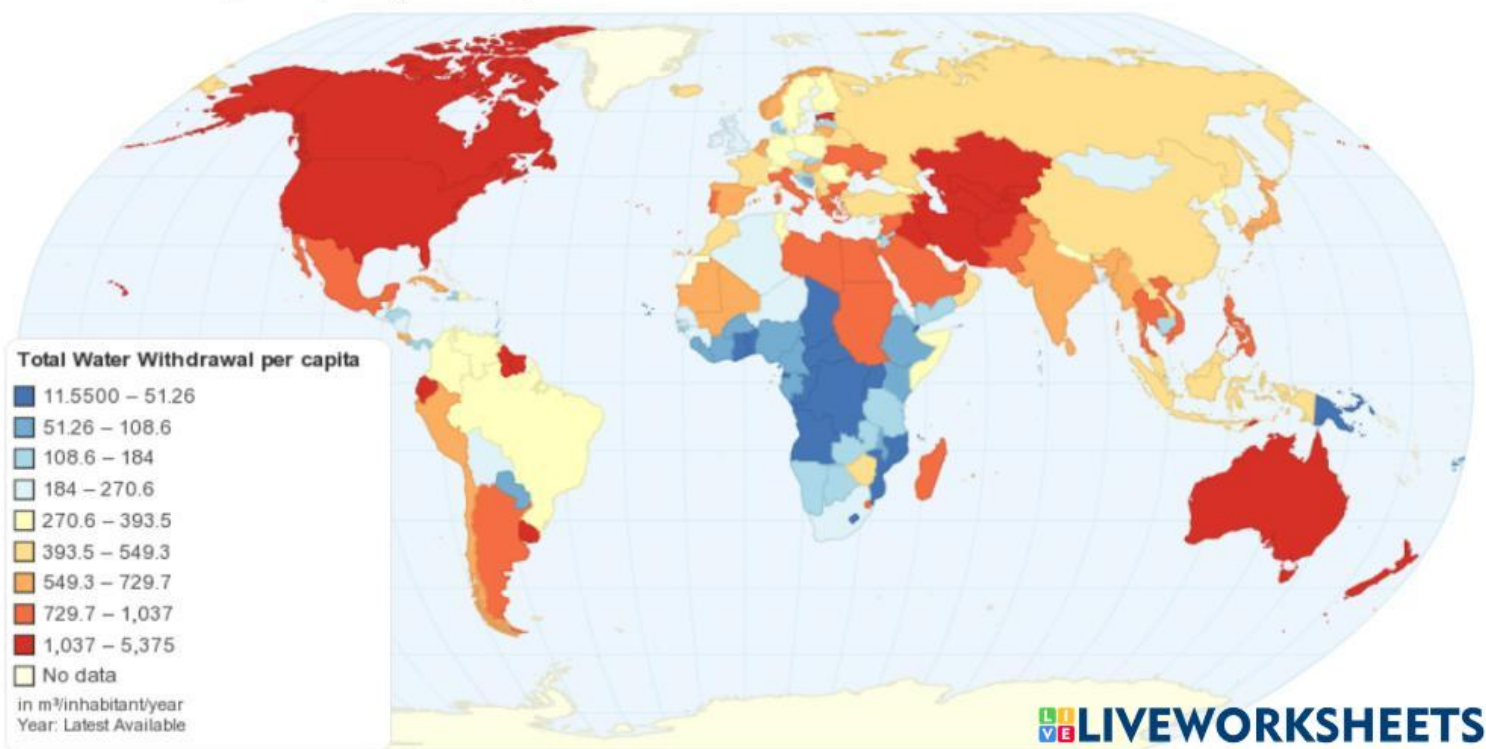 Total Water Withdrawal per capita
11.5500 – 51.26
51.26 – 108.6
108.6 – 184
184 – 270.6
270.6 – 393.5
393.5 – 549.3
549.3 – 729.7
729.7 – 1,037
1,037 – 5,375
No data
in m³/inhabitant/year
Year: Latest Available
LIVE LIVEWORKSHEETS